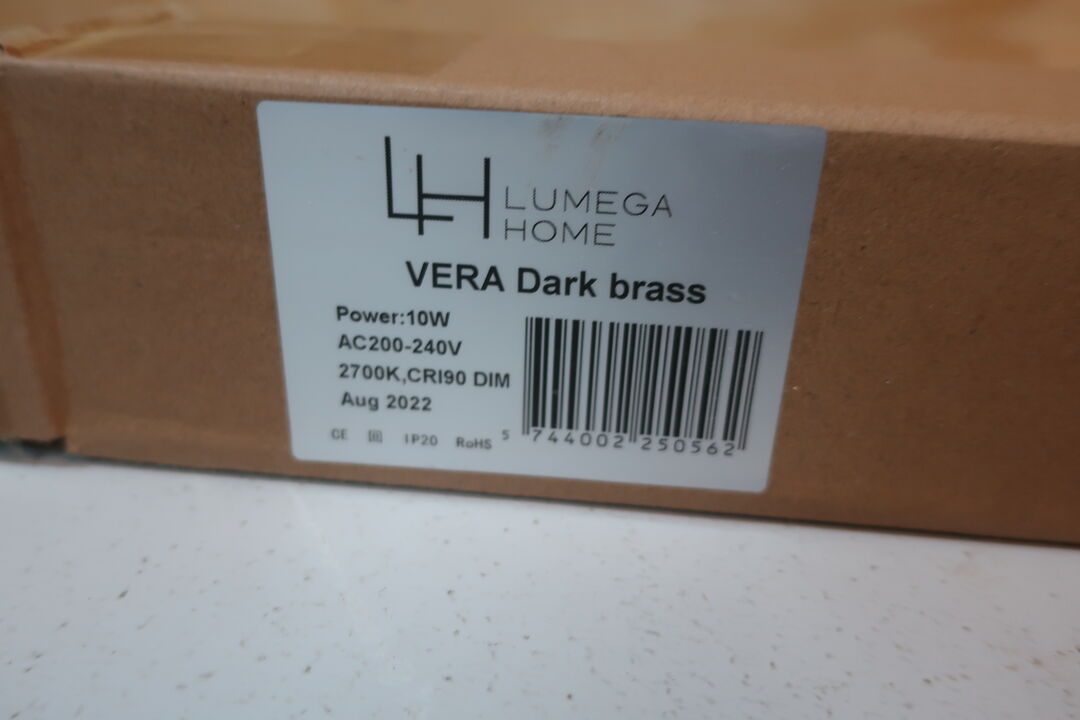 LH LUMEGA
HOME
VERA Dark brass
Power:10W
AC200-240V
2700K,CRI90 DIM
Aug 2022
CE IP20 RoHS
5 744002 250562